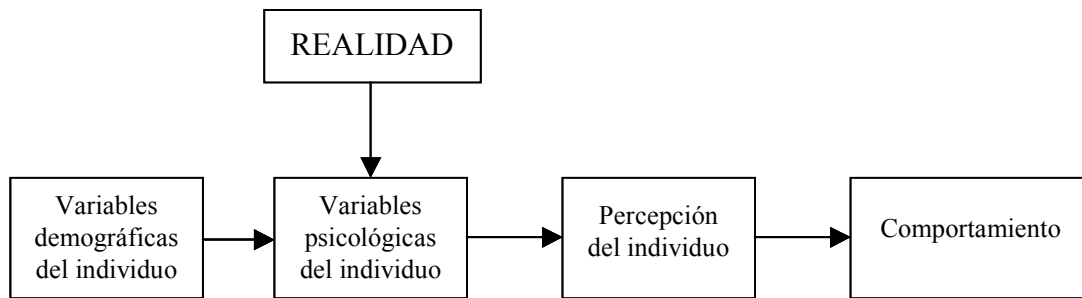 REALIDAD
Variables
demográficas
del individuo
Variables
psicológicas
del individuo
Percepción
del individuo
Comportamiento